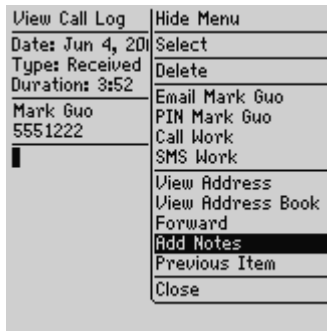 View Call Log
Date: Jun 4, 20
Type: Received
Duration: 3:52
Mark Guo
5551222
Hide Menu
Select
Delete
Email Mark Guo
PIN Mark Guo
Call Work
SMS Work
View Address
View Address Book
Forward
Add Notes
Previous Item
Close